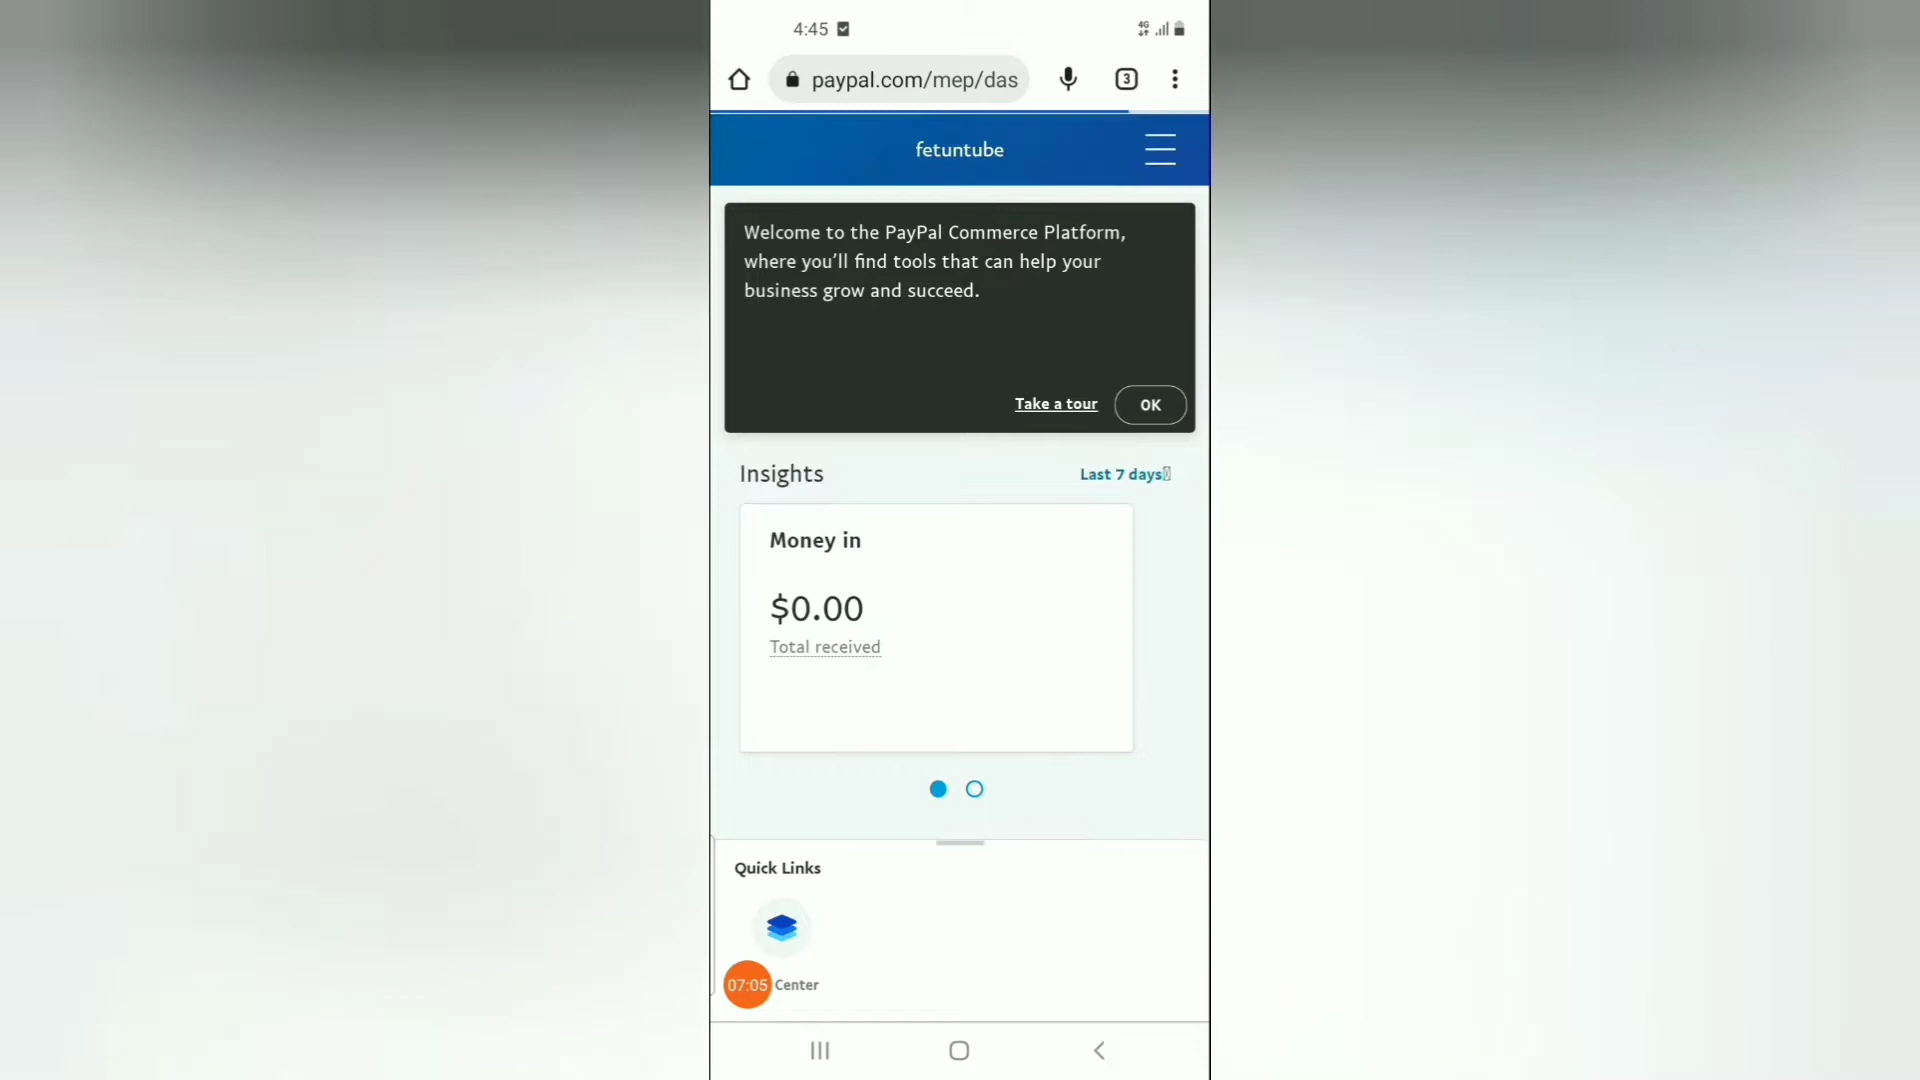 4:45
4G
paypal.com/mep/das
3
fetuntube
Welcome to the PayPal Commerce Platform,
where you’ll find tools that can help your
business grow and succeed.
Take a tour
OK
Insights
Last 7 days
Money in
$0.00
Total received
Quick Links
07:05
Center